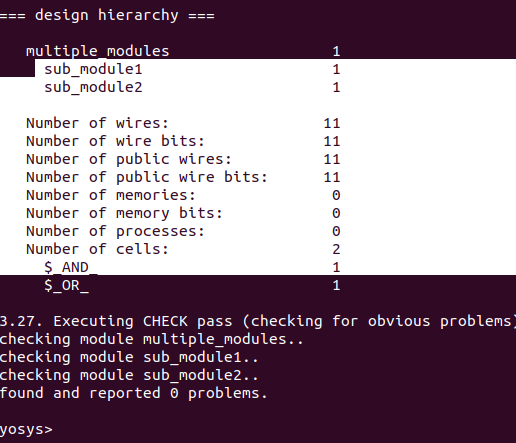 === design hierarchy ===
multiple_modules 1
sub_module1 1
sub_module2 1
Number of wires: 11
Number of wire bits: 11
Number of public wires: 11
Number of public wire bits: 11
Number of memories: 0
Number of memory bits: 0
Number of processes: 0
Number of cells: 2
$_AND_ 1
$_OR_ 1
3.27. Executing CHECK pass (checking for obvious problems)
checking module multiple_modules..
checking module sub_module1..
checking module sub_module2..
found and reported 0 problems.
yosys>